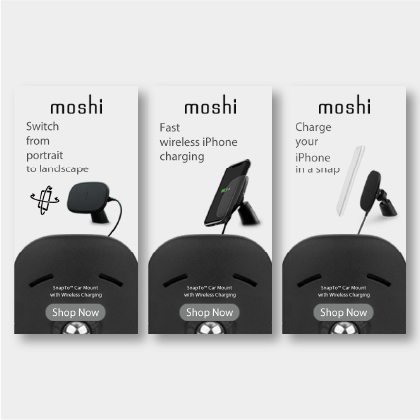 moshi
Switch
from
portrait
to landscape
SnapTo™ Car Mount
with Wireless Charging
Shop Now
moshi
Fast
wireless iPhone
charging
SnapTo™ Car Mount
with Wireless Charging
Shop Now
moshi
Charge
your
iPhone
in a snap
SnapTo™ Car Mount
with Wireless Charging
Shop Now